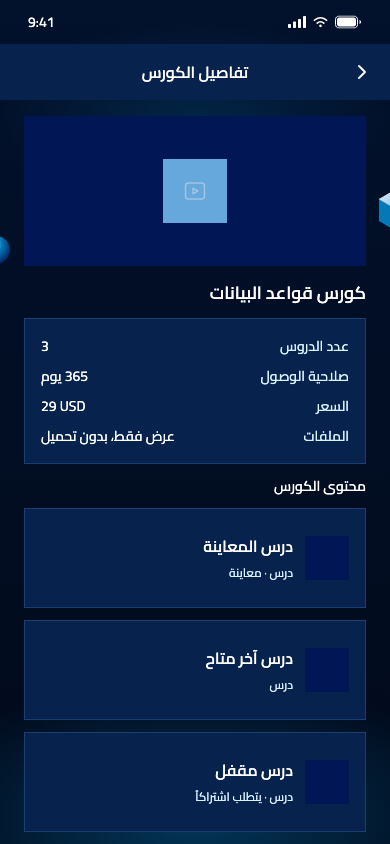 9:41
تفاصيل الكورس
كورس قواعد البيانات
عدد الدروس 3
صلاحية الوصول 365 يوم
السعر 29 USD
الملفات عرض فقط، بدون تحميل
محتوى الكورس
درس المعاينة
درس · معاينة
درس آخر متاح
درس
درس مقفل
درس · يتطلب اشتراكاً